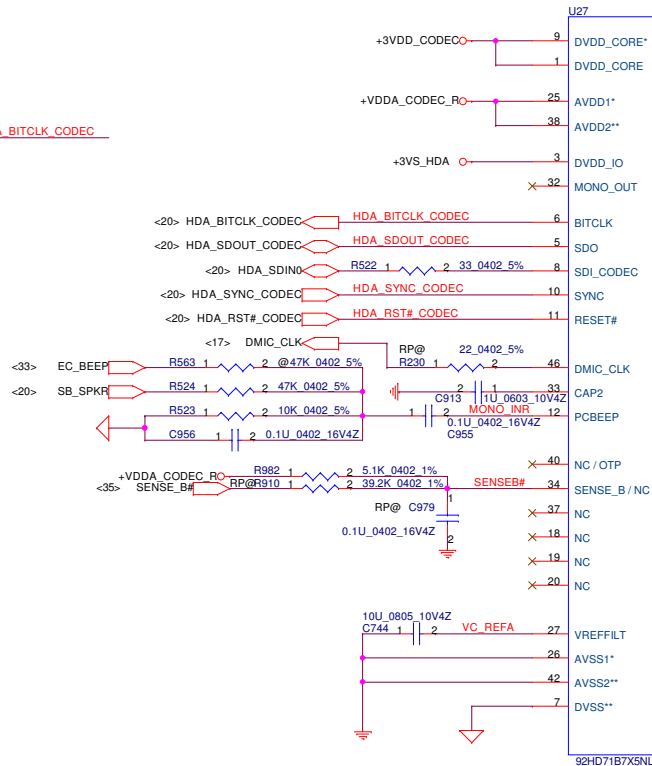 U27
+3VDD_CODEC 9 DVDD_CORE*
1 DVDD_CORE
+VDDA_CODEC_R 25 AVDD1*
38 AVDD2**
A_BITCLK_CODEC
+3VS_HDA 3 DVDD_IO
32 MONO_OUT
<20> HDA_BITCLK_CODEC HDA_BITCLK_CODEC 6 BITCLK
<20> HDA_SDOUT_CODEC HDA_SDOUT_CODEC 5 SDO
<20> HDA_SDIN0 R522 1 2 33_0402_5% 8 SDI_CODEC
<20> HDA_SYNC_CODEC HDA_SYNC_CODEC 10 SYNC
<20> HDA_RST#_CODEC HDA_RST#_CODEC 11 RESET#
<17> DMIC_CLK RP@ 22_0402_5%
R230 1 2 46 DMIC_CLK
<33> EC_BEEP R563 1 2 @47K_0402_5%
<20> SB_SPKR R524 1 2 47K_0402_5% 2 1 33 CAP2
C913 1U_0603_10V4Z
R523 1 2 10K_0402_5% 1 2 MONO_INR 12 PCBEEP
0.1U_0402_16V4Z
C956 1 2 0.1U_0402_16V4Z C955
40 NC / OTP
+VDDA_CODEC_R R982 1 2 5.1K_0402_1%
<35> SENSE_B# RP@R910 1 2 39.2K_0402_1% SENSEB# 34 SENSE_B / NC
1
RP@ C979 37 NC
0.1U_0402_16V4Z 18 NC
2
19 NC
20 NC
10U_0805_10V4Z
C744 1 2 VC_REFA 27 VREFFILT
26 AVSS1*
42 AVSS2**
7 DVSS**
92HD71B7X5NL